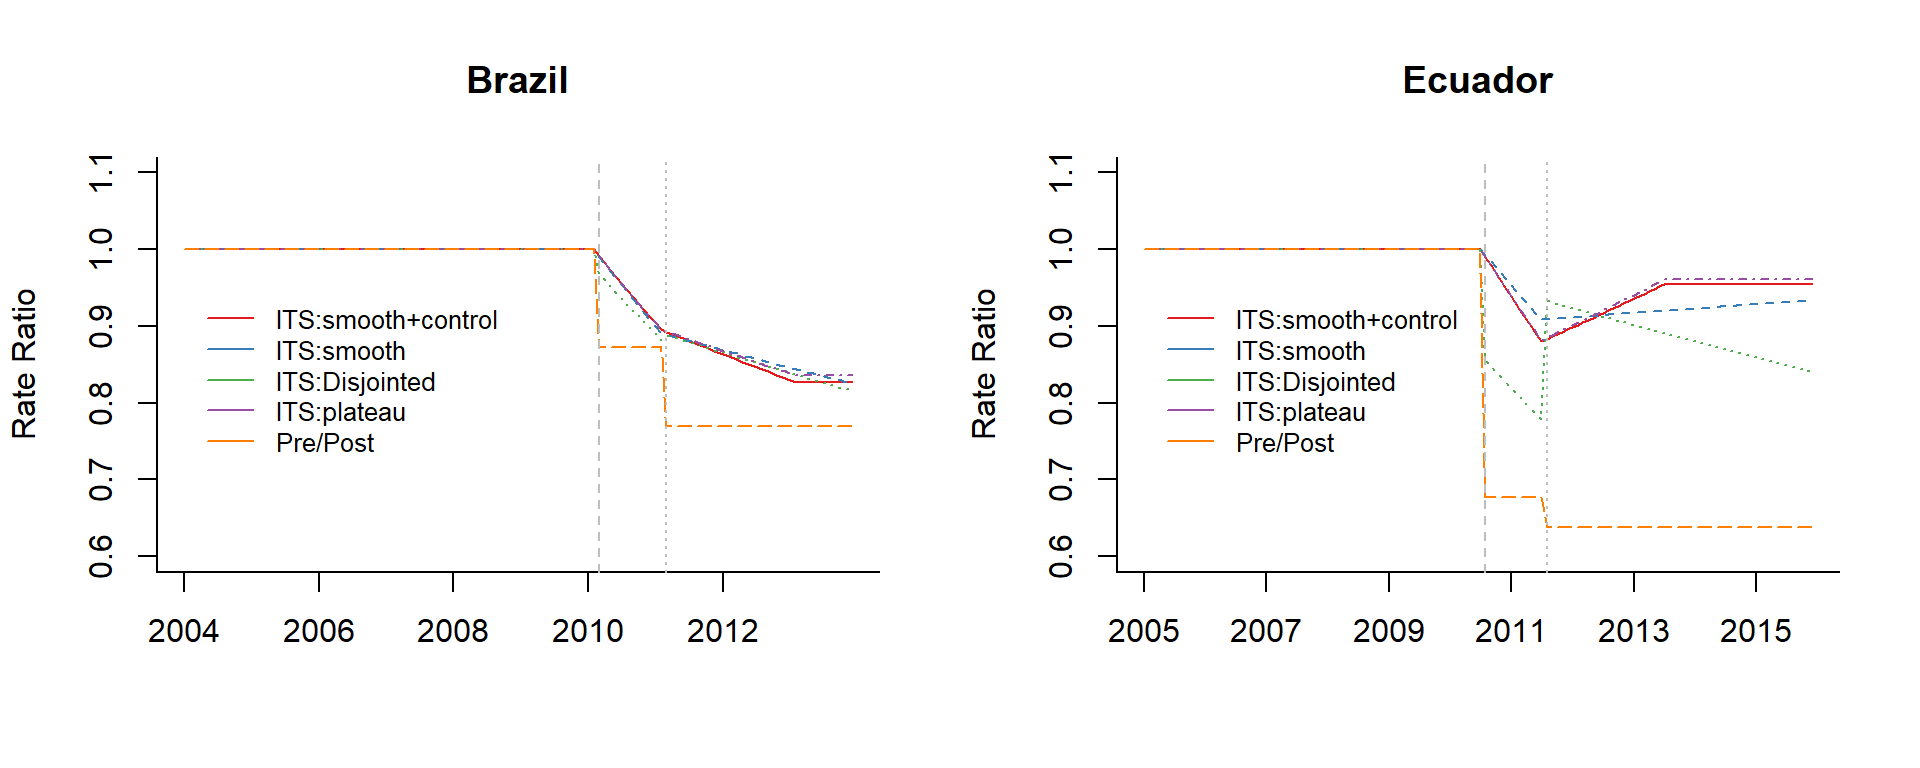 Brazil
Rate Ratio
1.1
1.0
0.9
0.8
0.7
0.6
ITS:smooth+control
ITS:smooth
ITS:Disjointed
ITS:plateau
Pre/Post
2004 2006 2008 2010 2012
Ecuador
Rate Ratio
1.1
1.0
0.9
0.8
0.7
0.6
ITS:smooth+control
ITS:smooth
ITS:Disjointed
ITS:plateau
Pre/Post
2005 2007 2009 2011 2013 2015